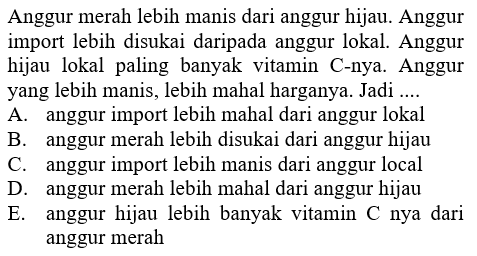 Anggur merah lebih manis dari anggur hijau. Anggur
import lebih disukai daripada anggur lokal. Anggur
hijau lokal paling banyak vitamin C-nya. Anggur
yang lebih manis, lebih mahal harganya. Jadi ....
A. anggur import lebih mahal dari anggur lokal
B. anggur merah lebih disukai dari anggur hijau
C. anggur import lebih manis dari anggur local
D. anggur merah lebih mahal dari anggur hijau
E. anggur hijau lebih banyak vitamin C nya dari
anggur merah